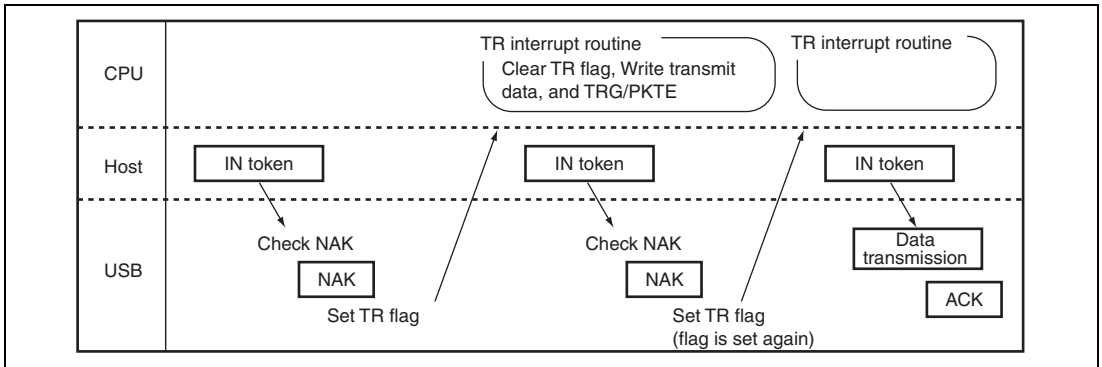 TR interrupt routine
TR interrupt routine
CPU
Clear TR flag, Write transmit
data, and TRG/PKTE
Host
IN token
IN token
IN token
Check NAK
Check NAK
Data
transmission
USB
NAK
NAK
ACK
Set TR flag
Set TR flag
(flag is set again)